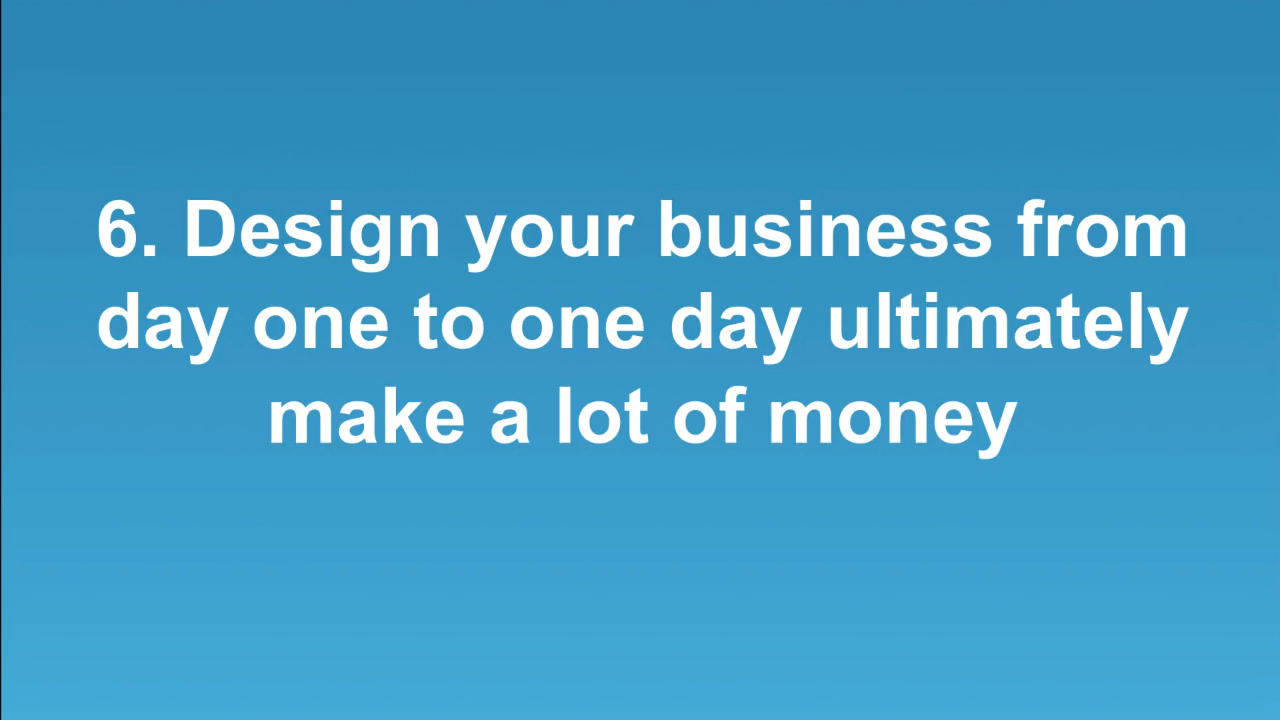 6. Design your business from
day one to one day ultimately
make a lot of money